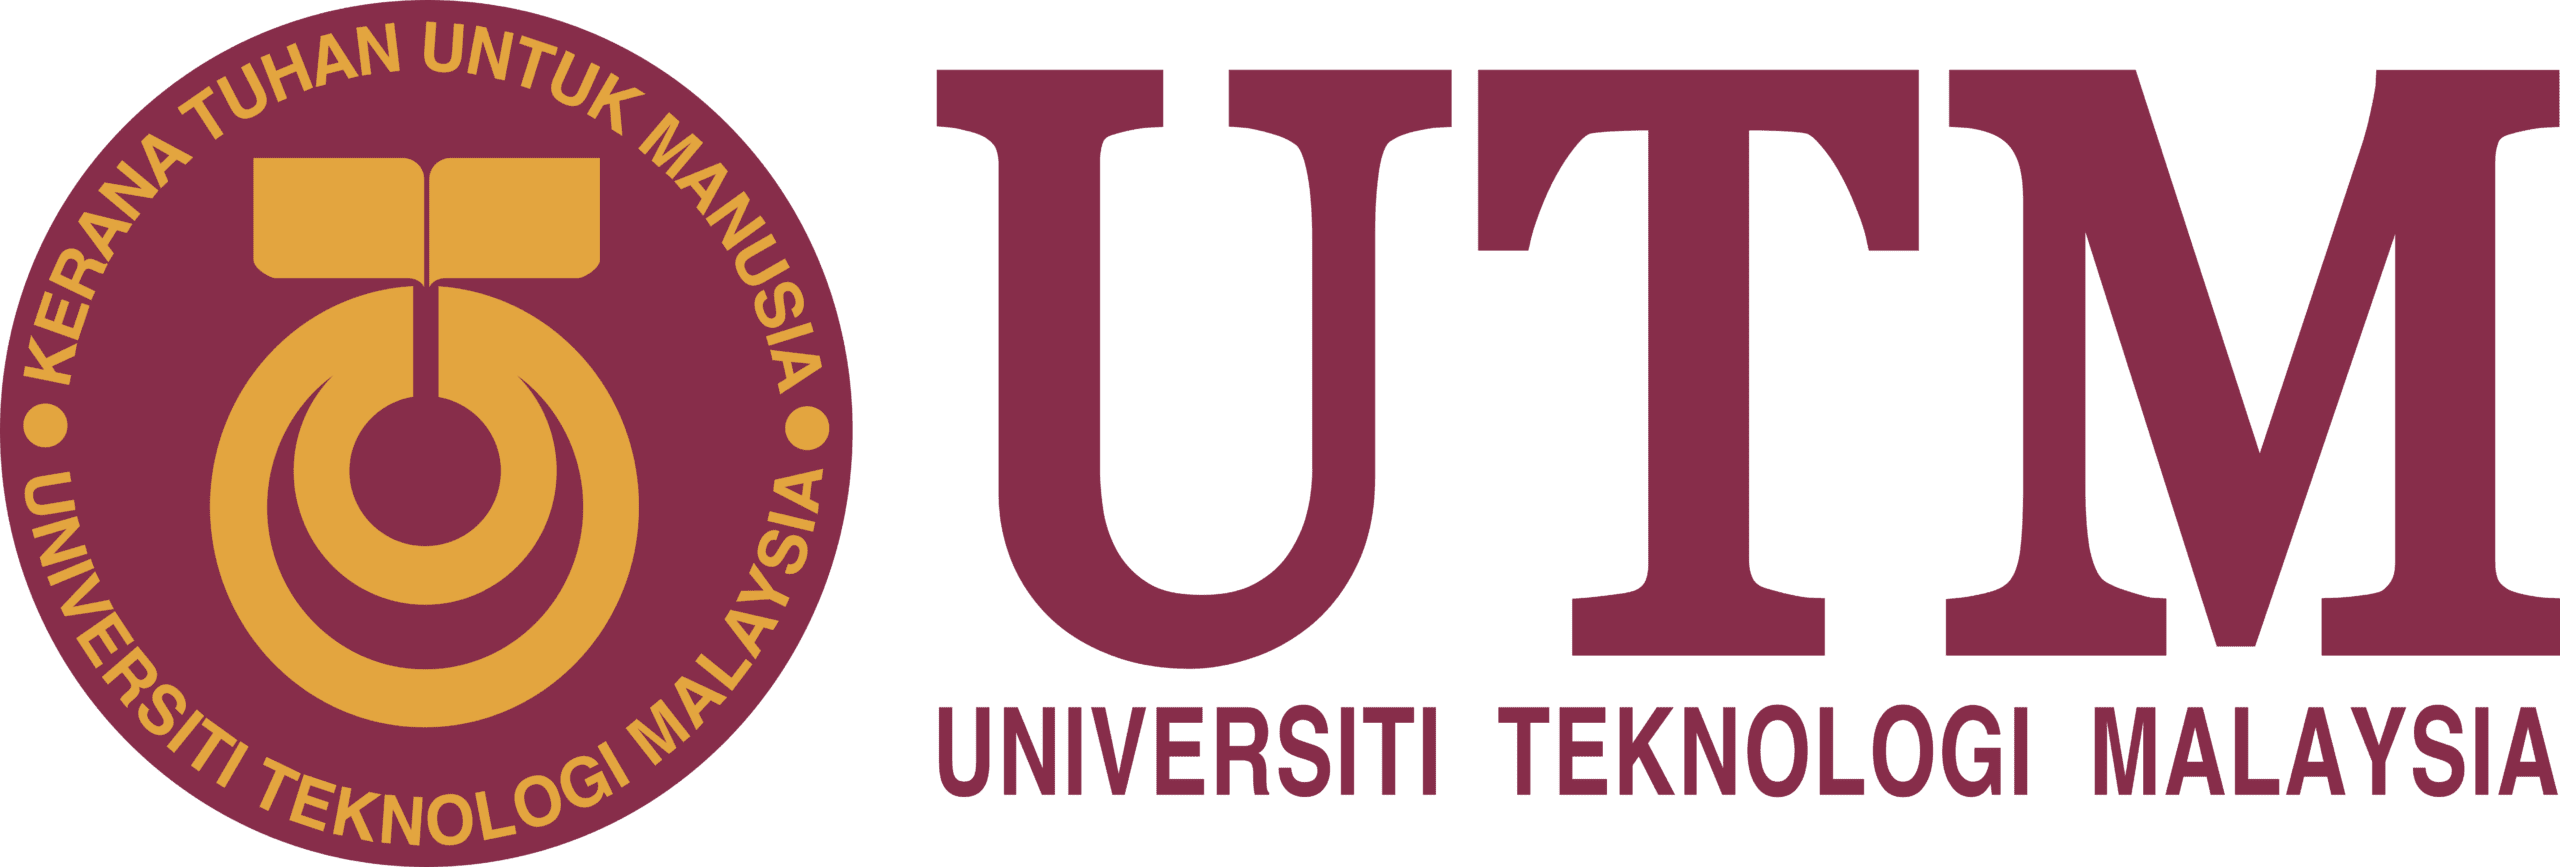 KERANA TUHAN UNTUK MANUSIA
UNIVERSITI TEKNOLOGI MALAYSIA
UTM
UNIVERSITI TEKNOLOGI MALAYSIA